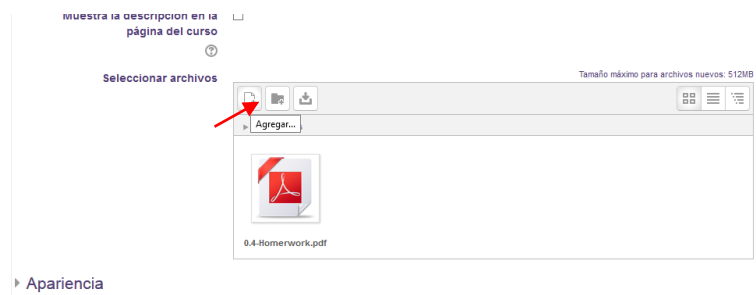 Muestra la descripción en la
página del curso
Seleccionar archivos
Tamaño máximo para archivos nuevos: 512MB
Agregar...
0.4-Homerwork.pdf
Apariencia